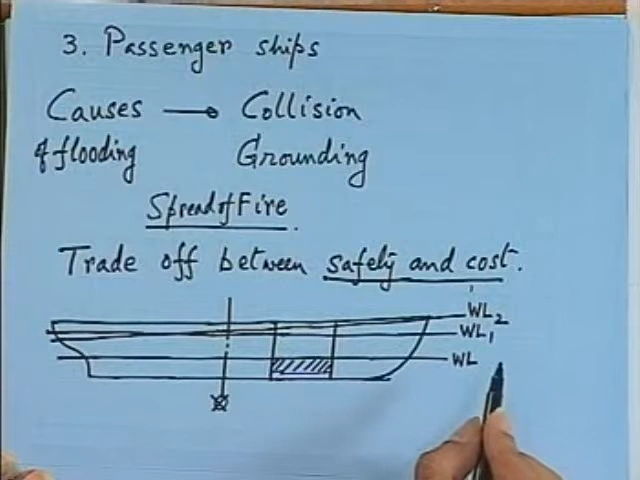 3. Passenger ships
Causes → Collision
of flooding Grounding
Spread of Fire.
Trade off between safety and cost.
WL2
WL1
WL